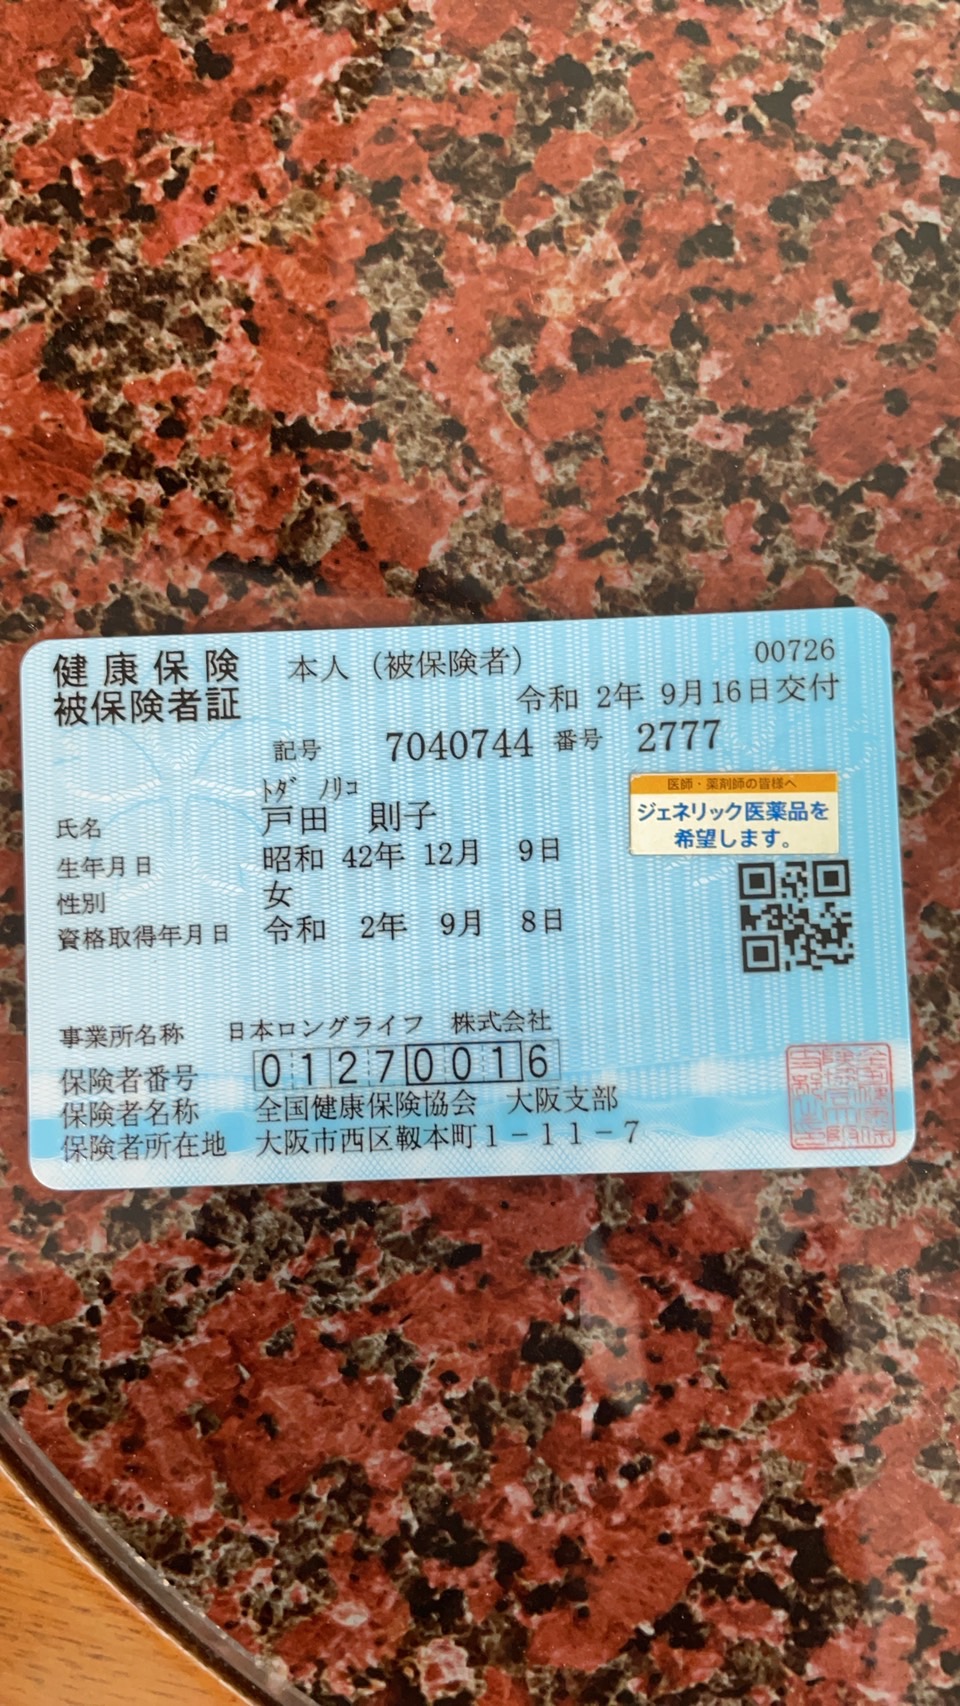 健康保険
被保険者証
本人（被保険者）
00726
令和 2年 9月16日交付
記号 7040744 番号 2777
ﾄﾀﾞ ﾉﾘｺ
氏名 戸田 則子
生年月日 昭和 42年 12月 9日
性別 女
資格取得年月日 令和 2年 9月 8日
医師・薬剤師の皆様へ
ジェネリック医薬品を
希望します。
事業所名称 日本ロングライフ 株式会社
保険者番号 01270016
保険者名称 全国健康保険協会 大阪支部
保険者所在地 大阪市西区靱本町1－11－7